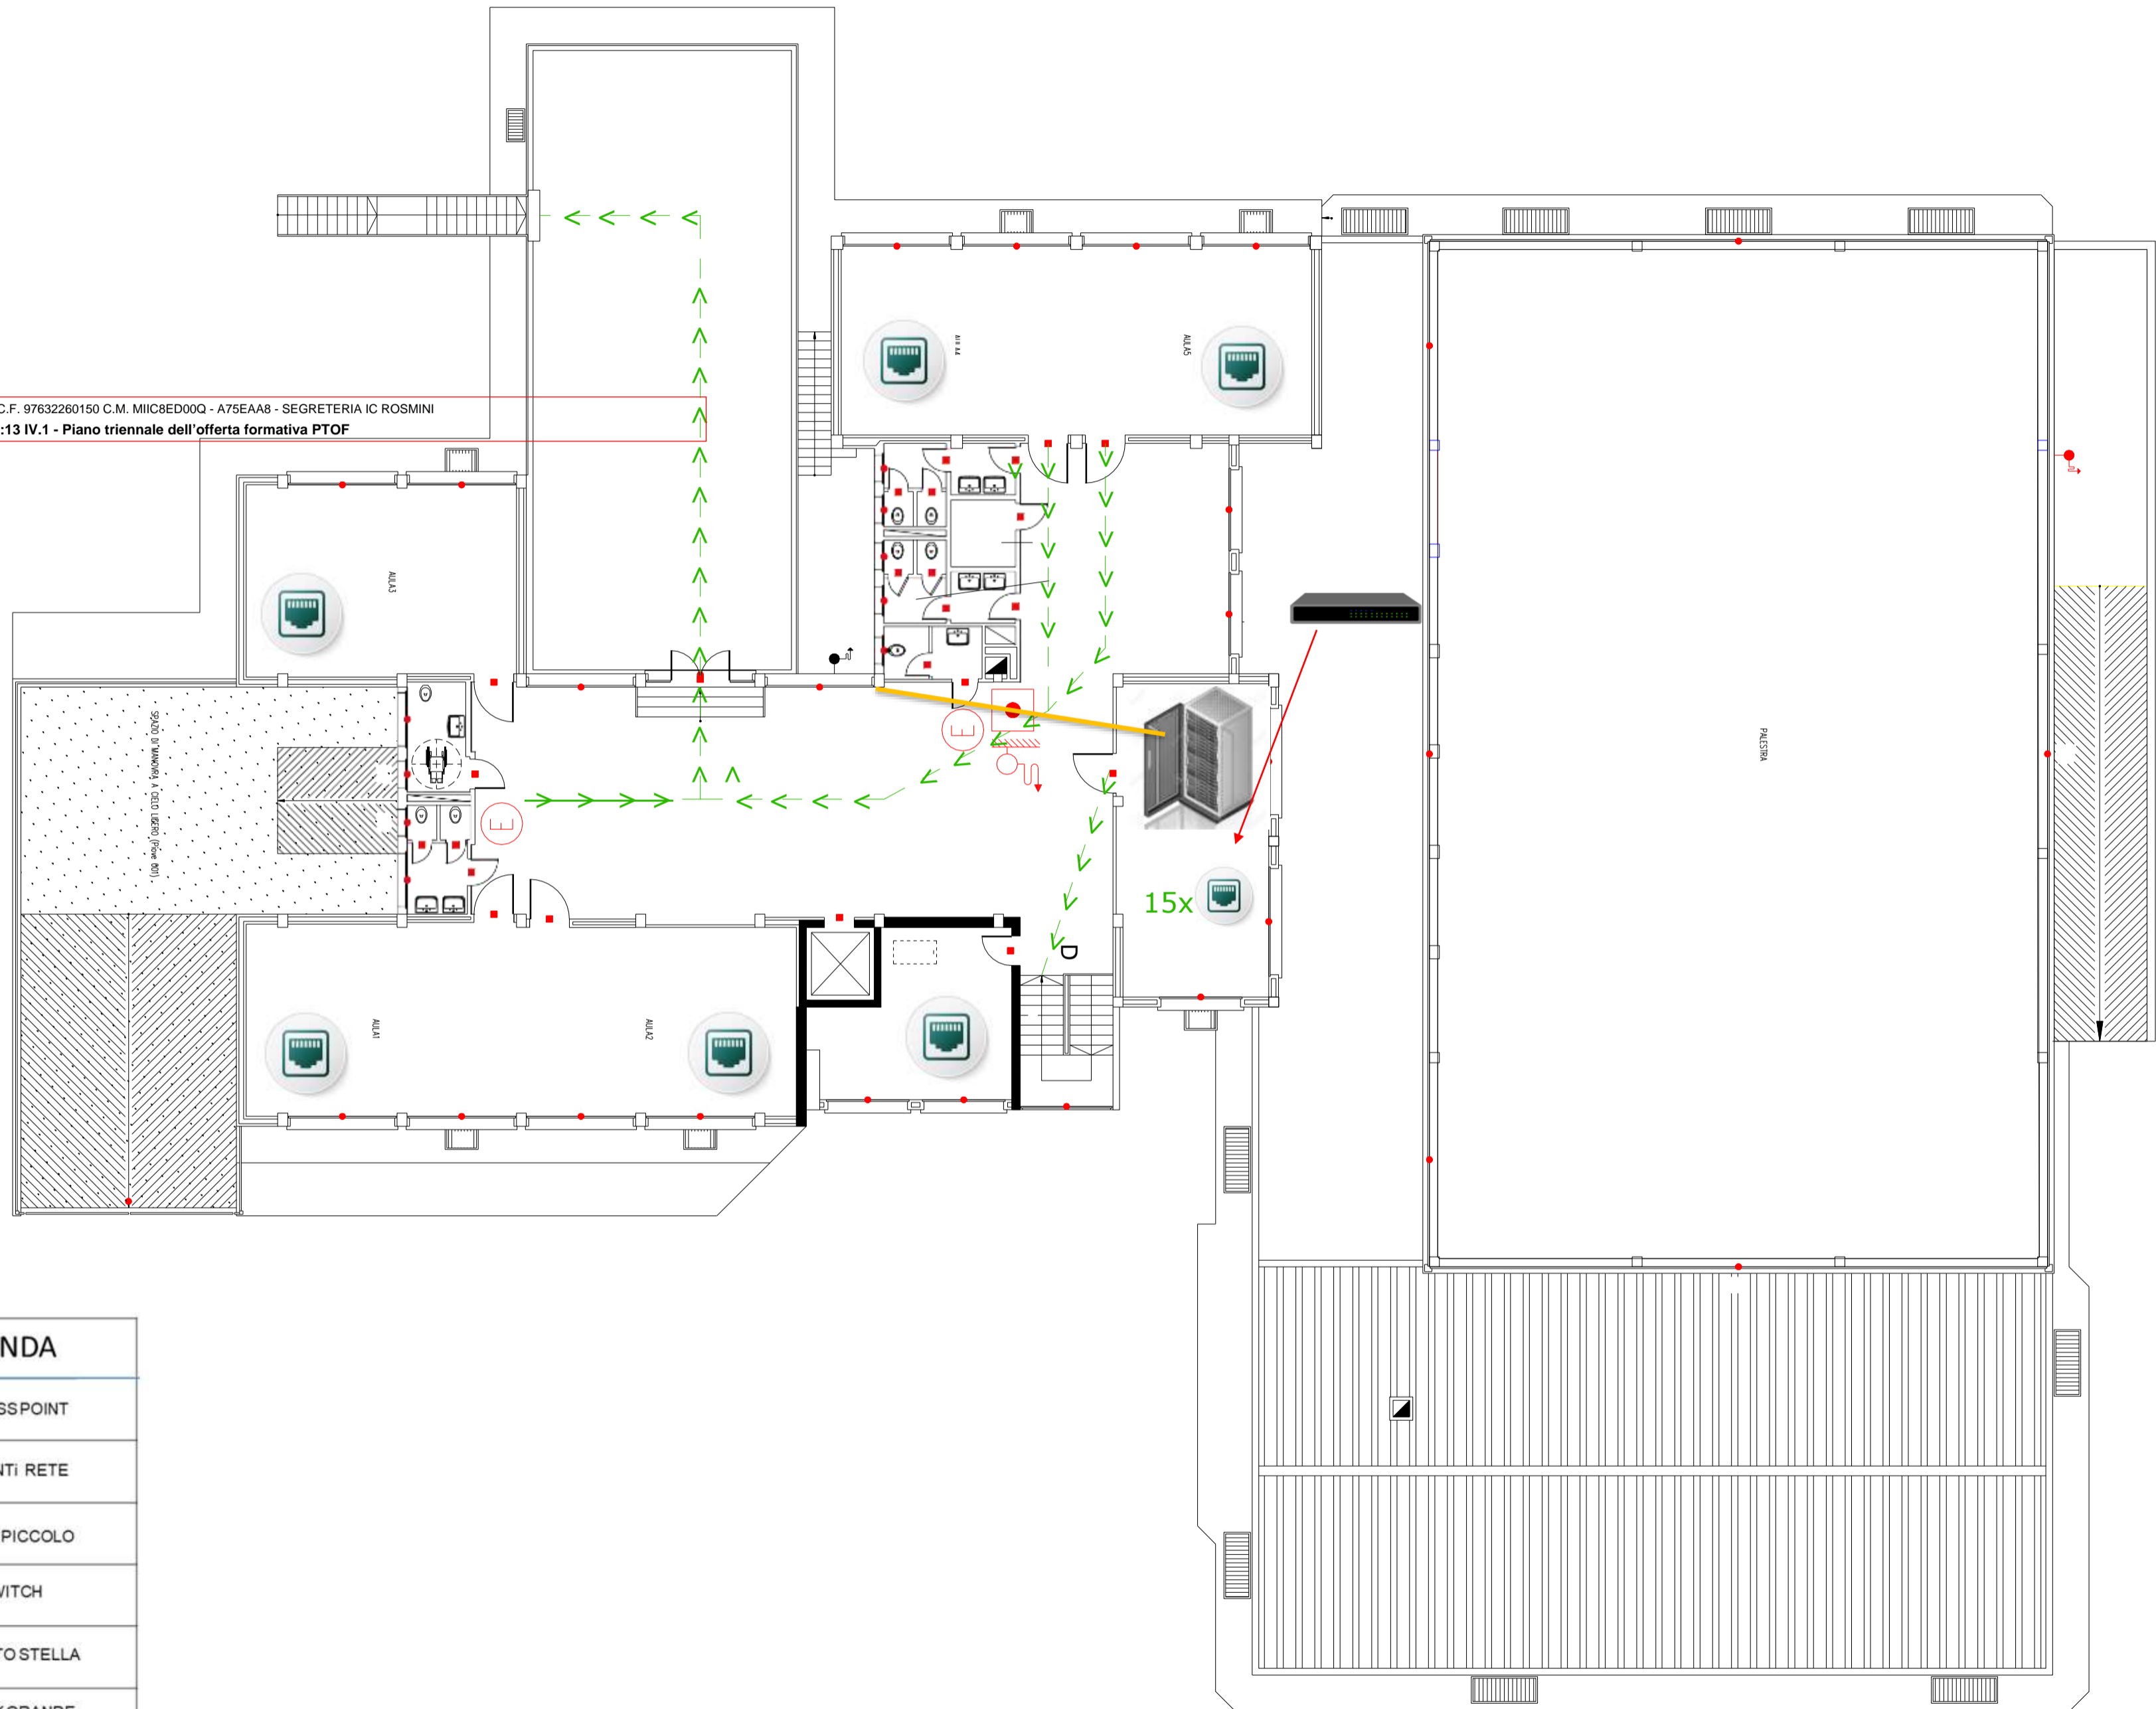 C.F. 97632260150 C.M. MIIC8ED00Q - A75EAA8 - SEGRETERIA IC ROSMINI
:13 IV.1 - Piano triennale dell'offerta formativa PTOF
AULA5
AULA3
PALESTRA
SPAZIO DI MANOVRA A CIELO LIBERO
E
E
15x
D
AULA1
AULA2
NDA
SSPOINT
NTi RETE
PICCOLO
WITCH
TO STELLA